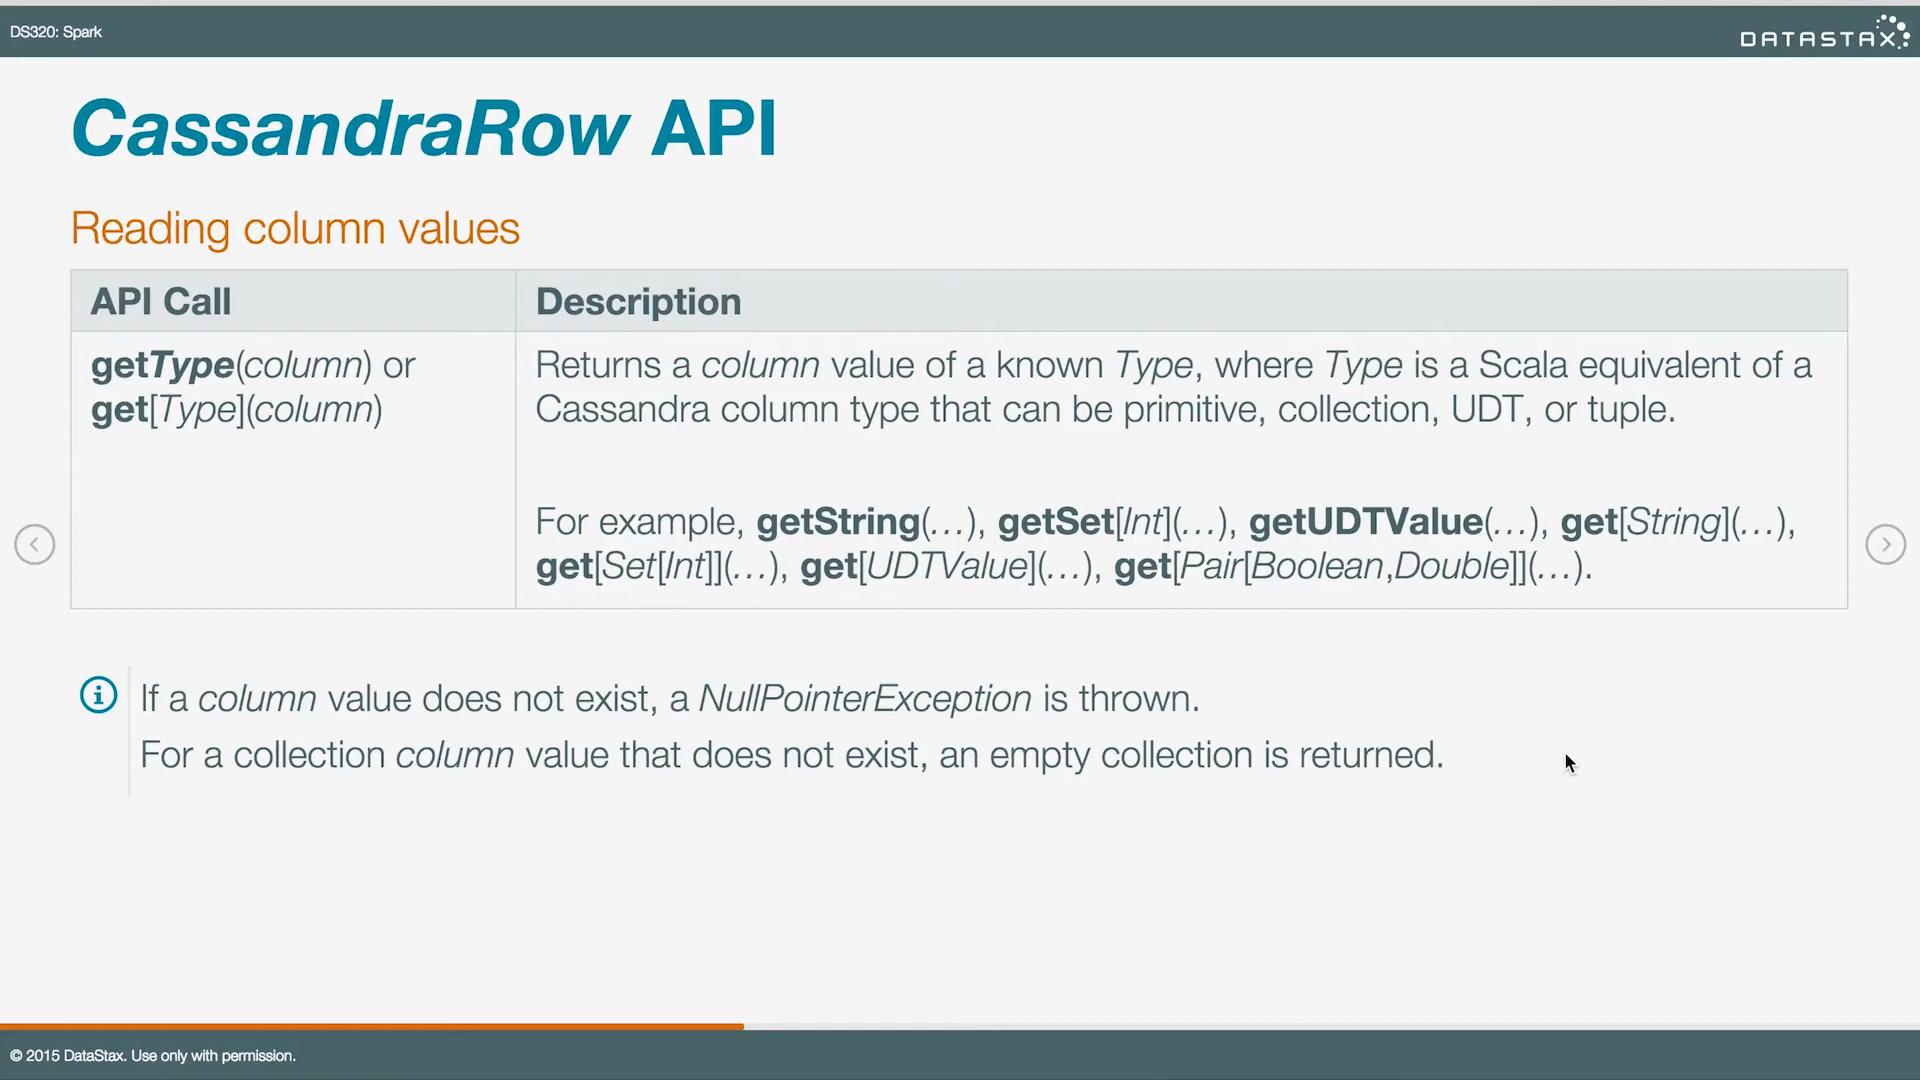 DS320: Spark
DATASTAX
CassandraRow API
Reading column values
API Call
Description
getType(column) or
get[Type](column)
Returns a column value of a known Type, where Type is a Scala equivalent of a
Cassandra column type that can be primitive, collection, UDT, or tuple.
For example, getString(…), getSet[Int](…), getUDTValue(…), get[String](…),
get[Set[Int]](…), get[UDTValue](…), get[Pair[Boolean,Double]](…).
If a column value does not exist, a NullPointerException is thrown.
For a collection column value that does not exist, an empty collection is returned.
© 2015 DataStax. Use only with permission.